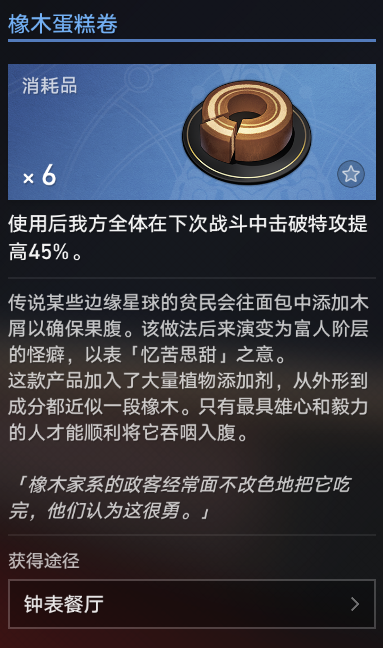 橡木蛋糕卷
消耗品
× 6
使用后我方全体在下次战斗中击破特攻提
高45%。
传说某些边缘星球的贫民会往面包中添加木
屑以确保果腹。该做法后来演变为富人阶层
的怪癖，以表「忆苦思甜」之意。
这款产品加入了大量植物添加剂，从外形到
成分都近似一段橡木。只有最具雄心和毅力
的人才能顺利将它吞咽入腹。
「橡木家系的政客经常面不改色地把它吃
完，他们认为这很勇。」
获得途径
钟表餐厅